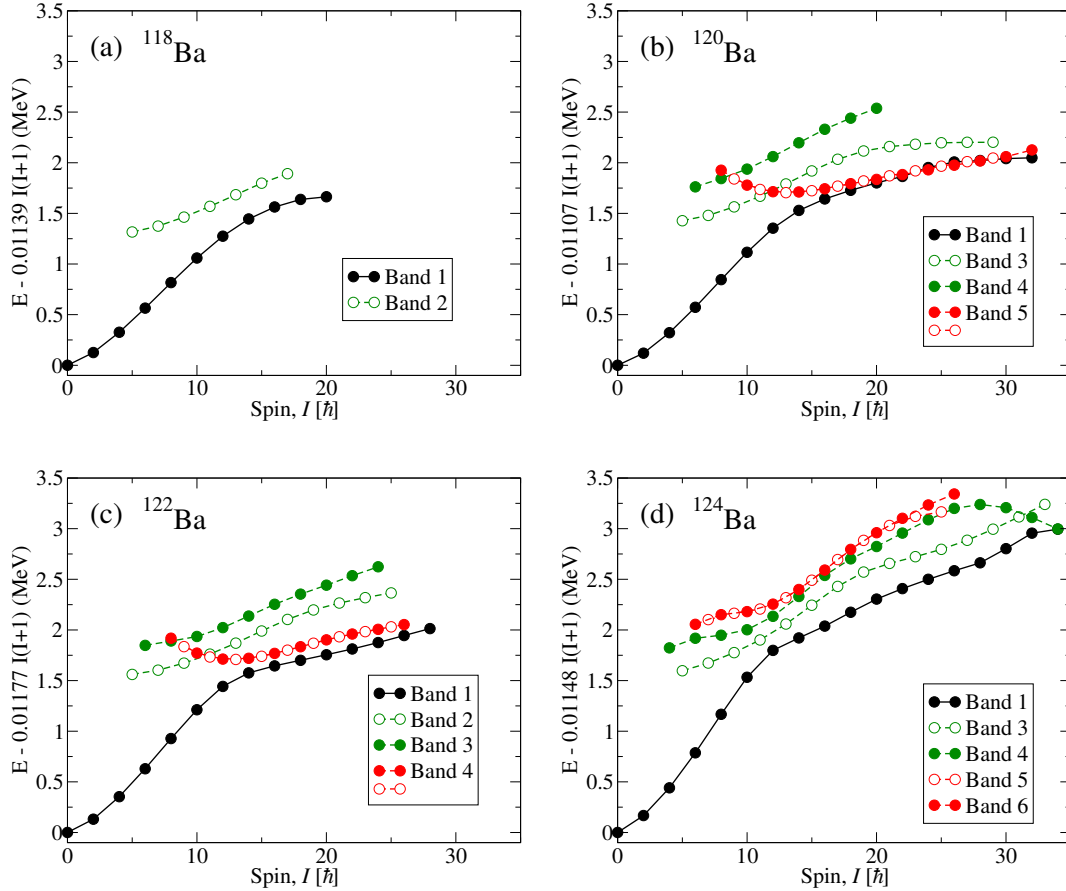 (a) ¹¹⁸Ba
E - 0.01139 I(I+1) (MeV)
3.5
3
2.5
2
1.5
1
0.5
0
0 10 20 30
Spin, I [ħ]
Band 1
Band 2
(b) ¹²⁰Ba
E - 0.01107 I(I+1) (MeV)
3.5
3
2.5
2
1.5
1
0.5
0
0 10 20 30
Spin, I [ħ]
Band 1
Band 3
Band 4
Band 5
(c) ¹²²Ba
E - 0.01177 I(I+1) (MeV)
3.5
3
2.5
2
1.5
1
0.5
0
0 10 20 30
Spin, I [ħ]
Band 1
Band 2
Band 3
Band 4
(d) ¹²⁴Ba
E - 0.01148 I(I+1) (MeV)
3.5
3
2.5
2
1.5
1
0.5
0
0 10 20 30
Spin, I [ħ]
Band 1
Band 3
Band 4
Band 5
Band 6